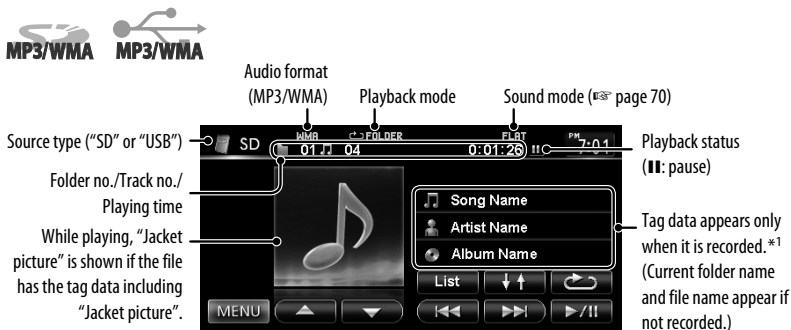 MP3/WMA MP3/WMA
Audio format
(MP3/WMA)
Playback mode
Sound mode (☞ page 70)
Source type (“SD” or “USB”)
Folder no./Track no./
Playing time
While playing, “Jacket
picture” is shown if the file
has the tag data including
“Jacket picture”.
SD
WMA FOLDER FLAT
01 04 0:01:26
PM
7:01
Song Name
Artist Name
Album Name
List
MENU
Playback status
(⏸: pause)
Tag data appears only
when it is recorded.*1
(Current folder name
and file name appear if
not recorded.)